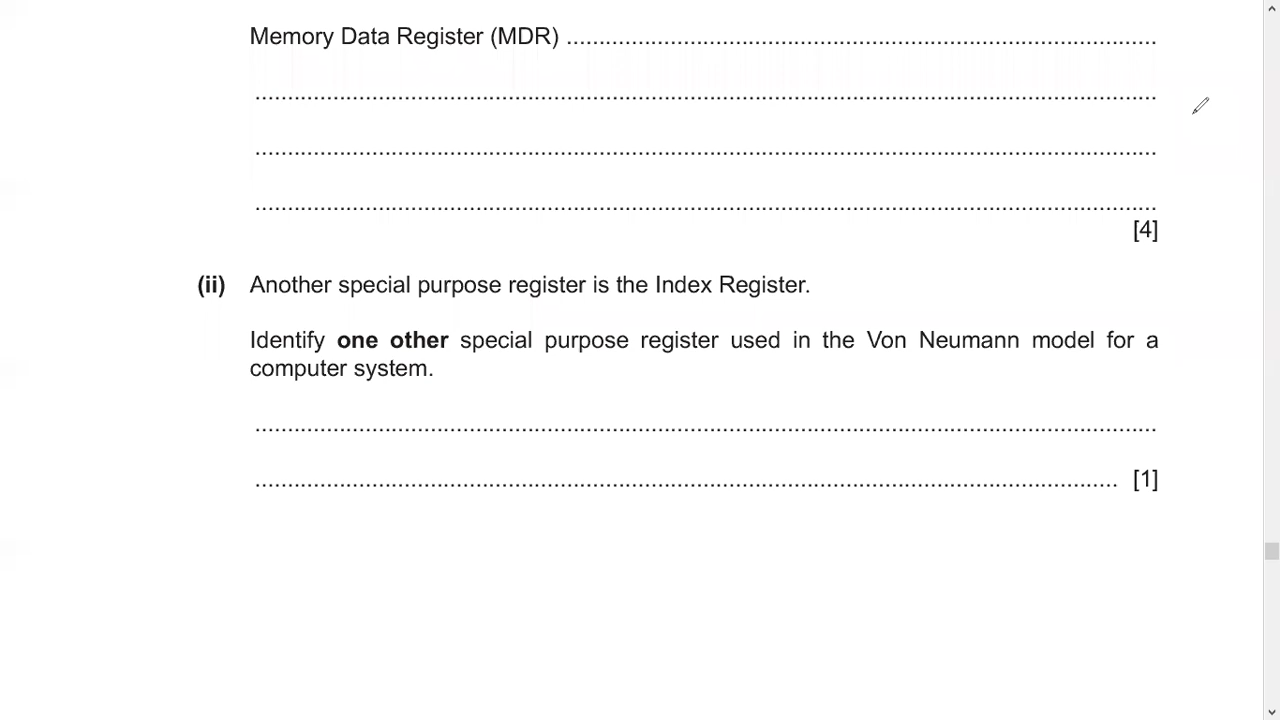 Memory Data Register (MDR) ..........................................................................................
..........................................................................................................................................
..........................................................................................................................................
..........................................................................................................................................
[4]
(ii) Another special purpose register is the Index Register.
Identify one other special purpose register used in the Von Neumann model for a
computer system.
..........................................................................................................................................
.................................................................................................................................... [1]